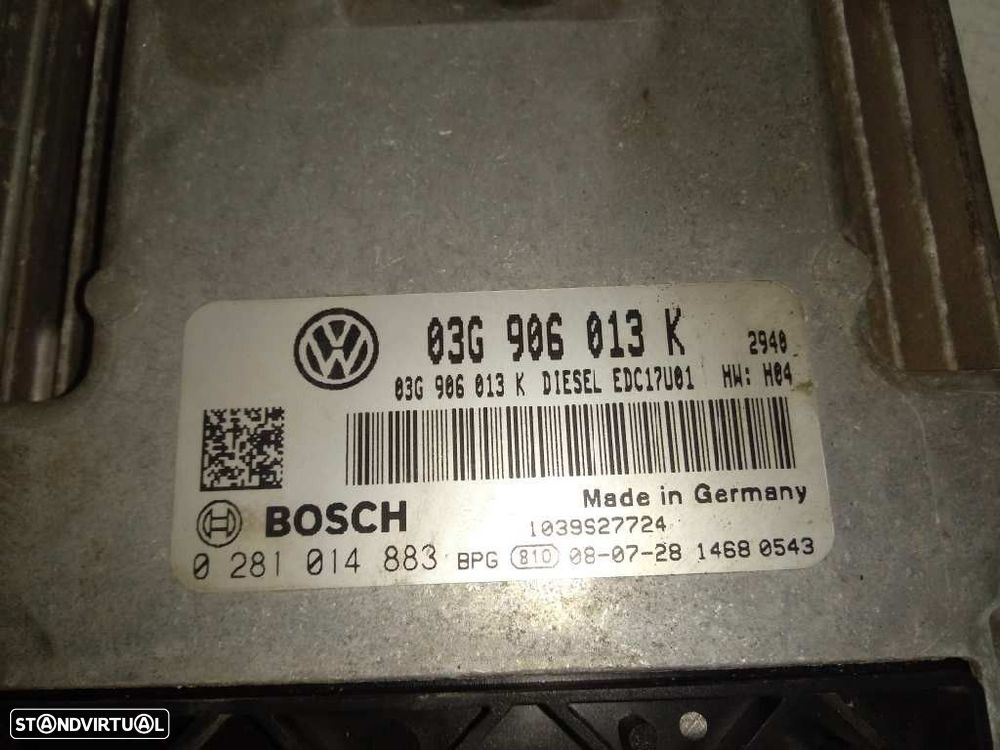 03G 906 013 K 2940
03G 906 013 K DIESEL EDC17U01 HW: H04
Made in Germany
BOSCH 1039S27724
0 281 014 883 BPG 810 08-07-28 1468 0543
STANDVIRTUAL